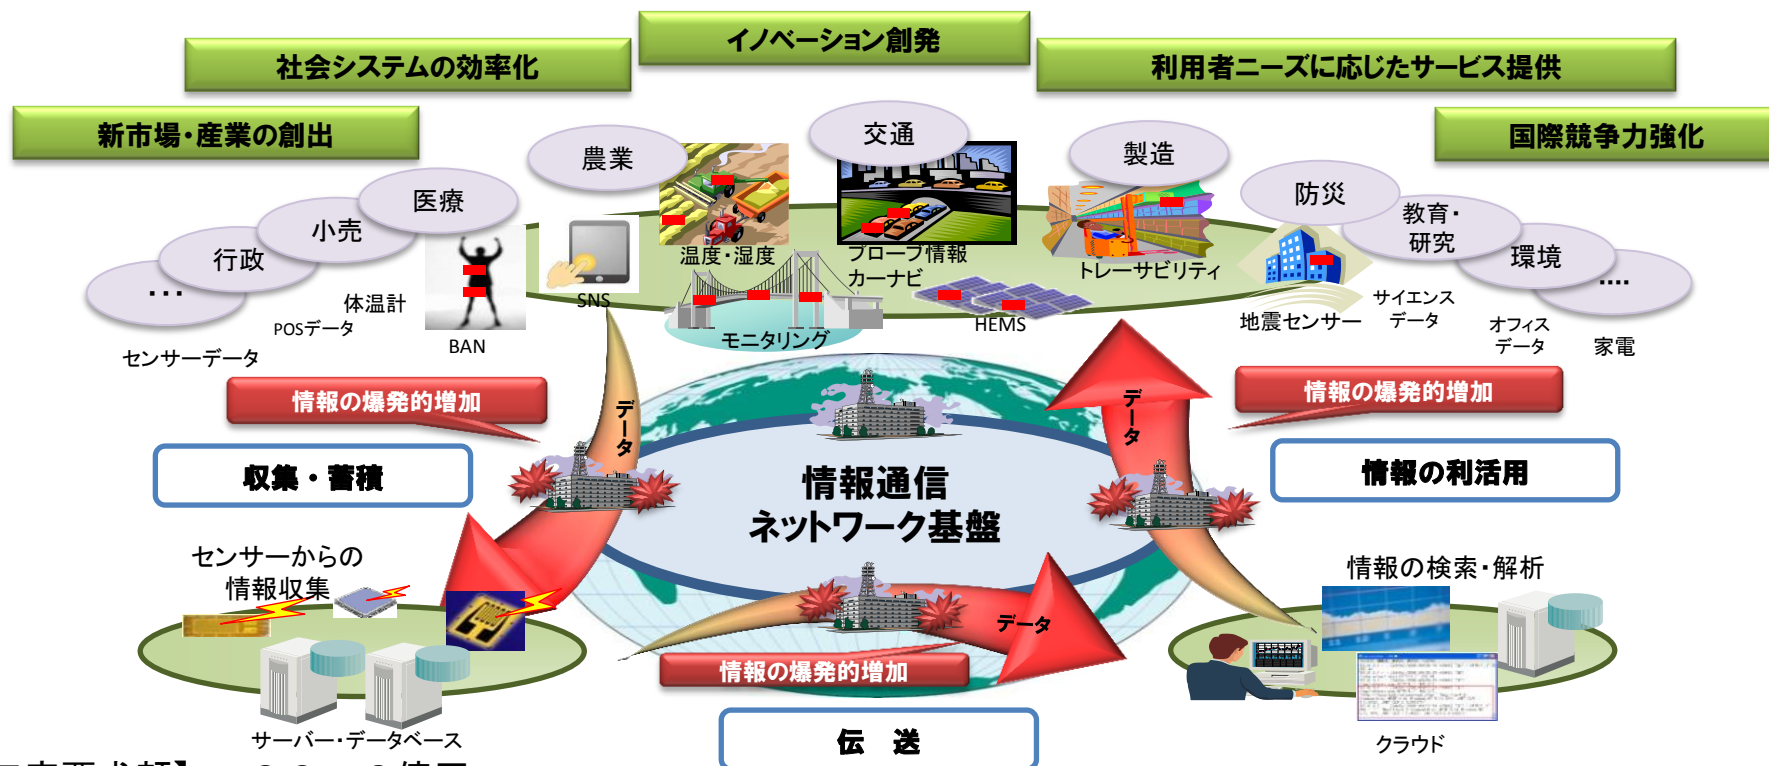 イノベーション創発
社会システムの効率化
利用者ニーズに応じたサービス提供
新市場・産業の創出
国際競争力強化
交通
農業
製造
医療
防災
小売
教育・
研究
行政
環境
・・・
....
温度・湿度
プローブ情報
カーナビ
トレーサビリティ
SNS
体温計
POSデータ
BAN
センサーデータ
モニタリング
HEMS
地震センサー
サイエンス
データ
オフィス
データ
家電
情報の爆発的増加
情報の爆発的増加
データ
データ
収集・蓄積
情報通信
ネットワーク基盤
情報の利活用
センサーからの
情報収集
情報の検索・解析
データ
情報の爆発的増加
サーバー・データベース
伝　送
クラウド